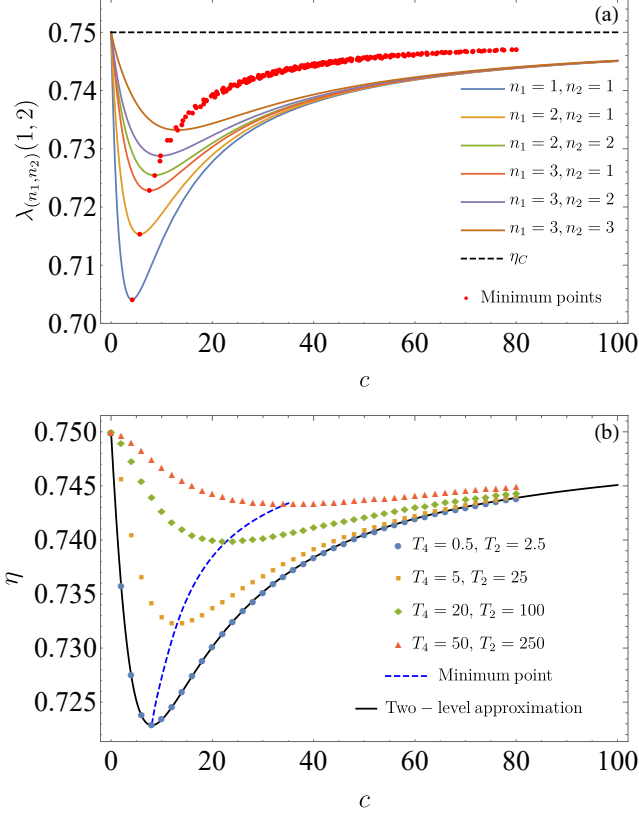 (a)
0.75
0.74
0.73
0.72
0.71
0.70
λ(n₁,n₂)(1, 2)
n₁ = 1, n₂ = 1
n₁ = 2, n₂ = 1
n₁ = 2, n₂ = 2
n₁ = 3, n₂ = 1
n₁ = 3, n₂ = 2
n₁ = 3, n₂ = 3
η_C
Minimum points
0 20 40 60 80 100
c
(b)
0.750
0.745
0.740
0.735
0.730
0.725
η
T₄ = 0.5, T₂ = 2.5
T₄ = 5, T₂ = 25
T₄ = 20, T₂ = 100
T₄ = 50, T₂ = 250
Minimum point
Two − level approximation
0 20 40 60 80 100
c